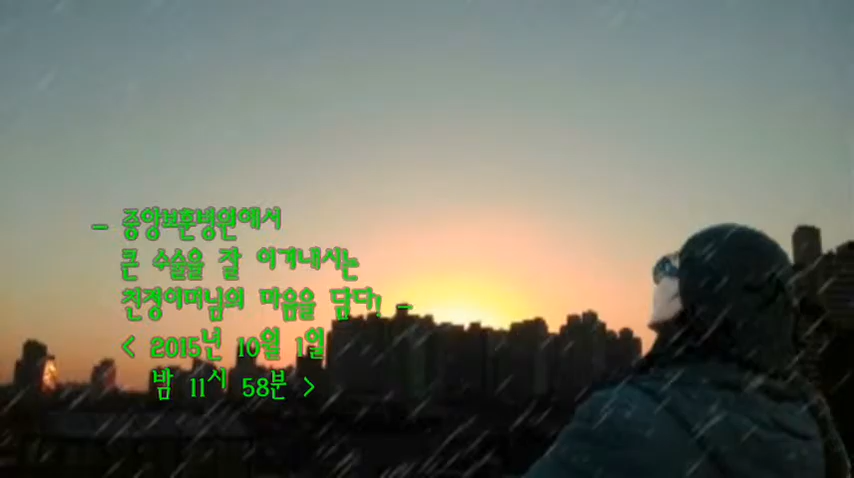 - 중앙보훈병원에서
큰 수술을 잘 이겨내시는
친정어머님의 마음을 담다! -
< 2015년 10월 1일
밤 11시 58분 >